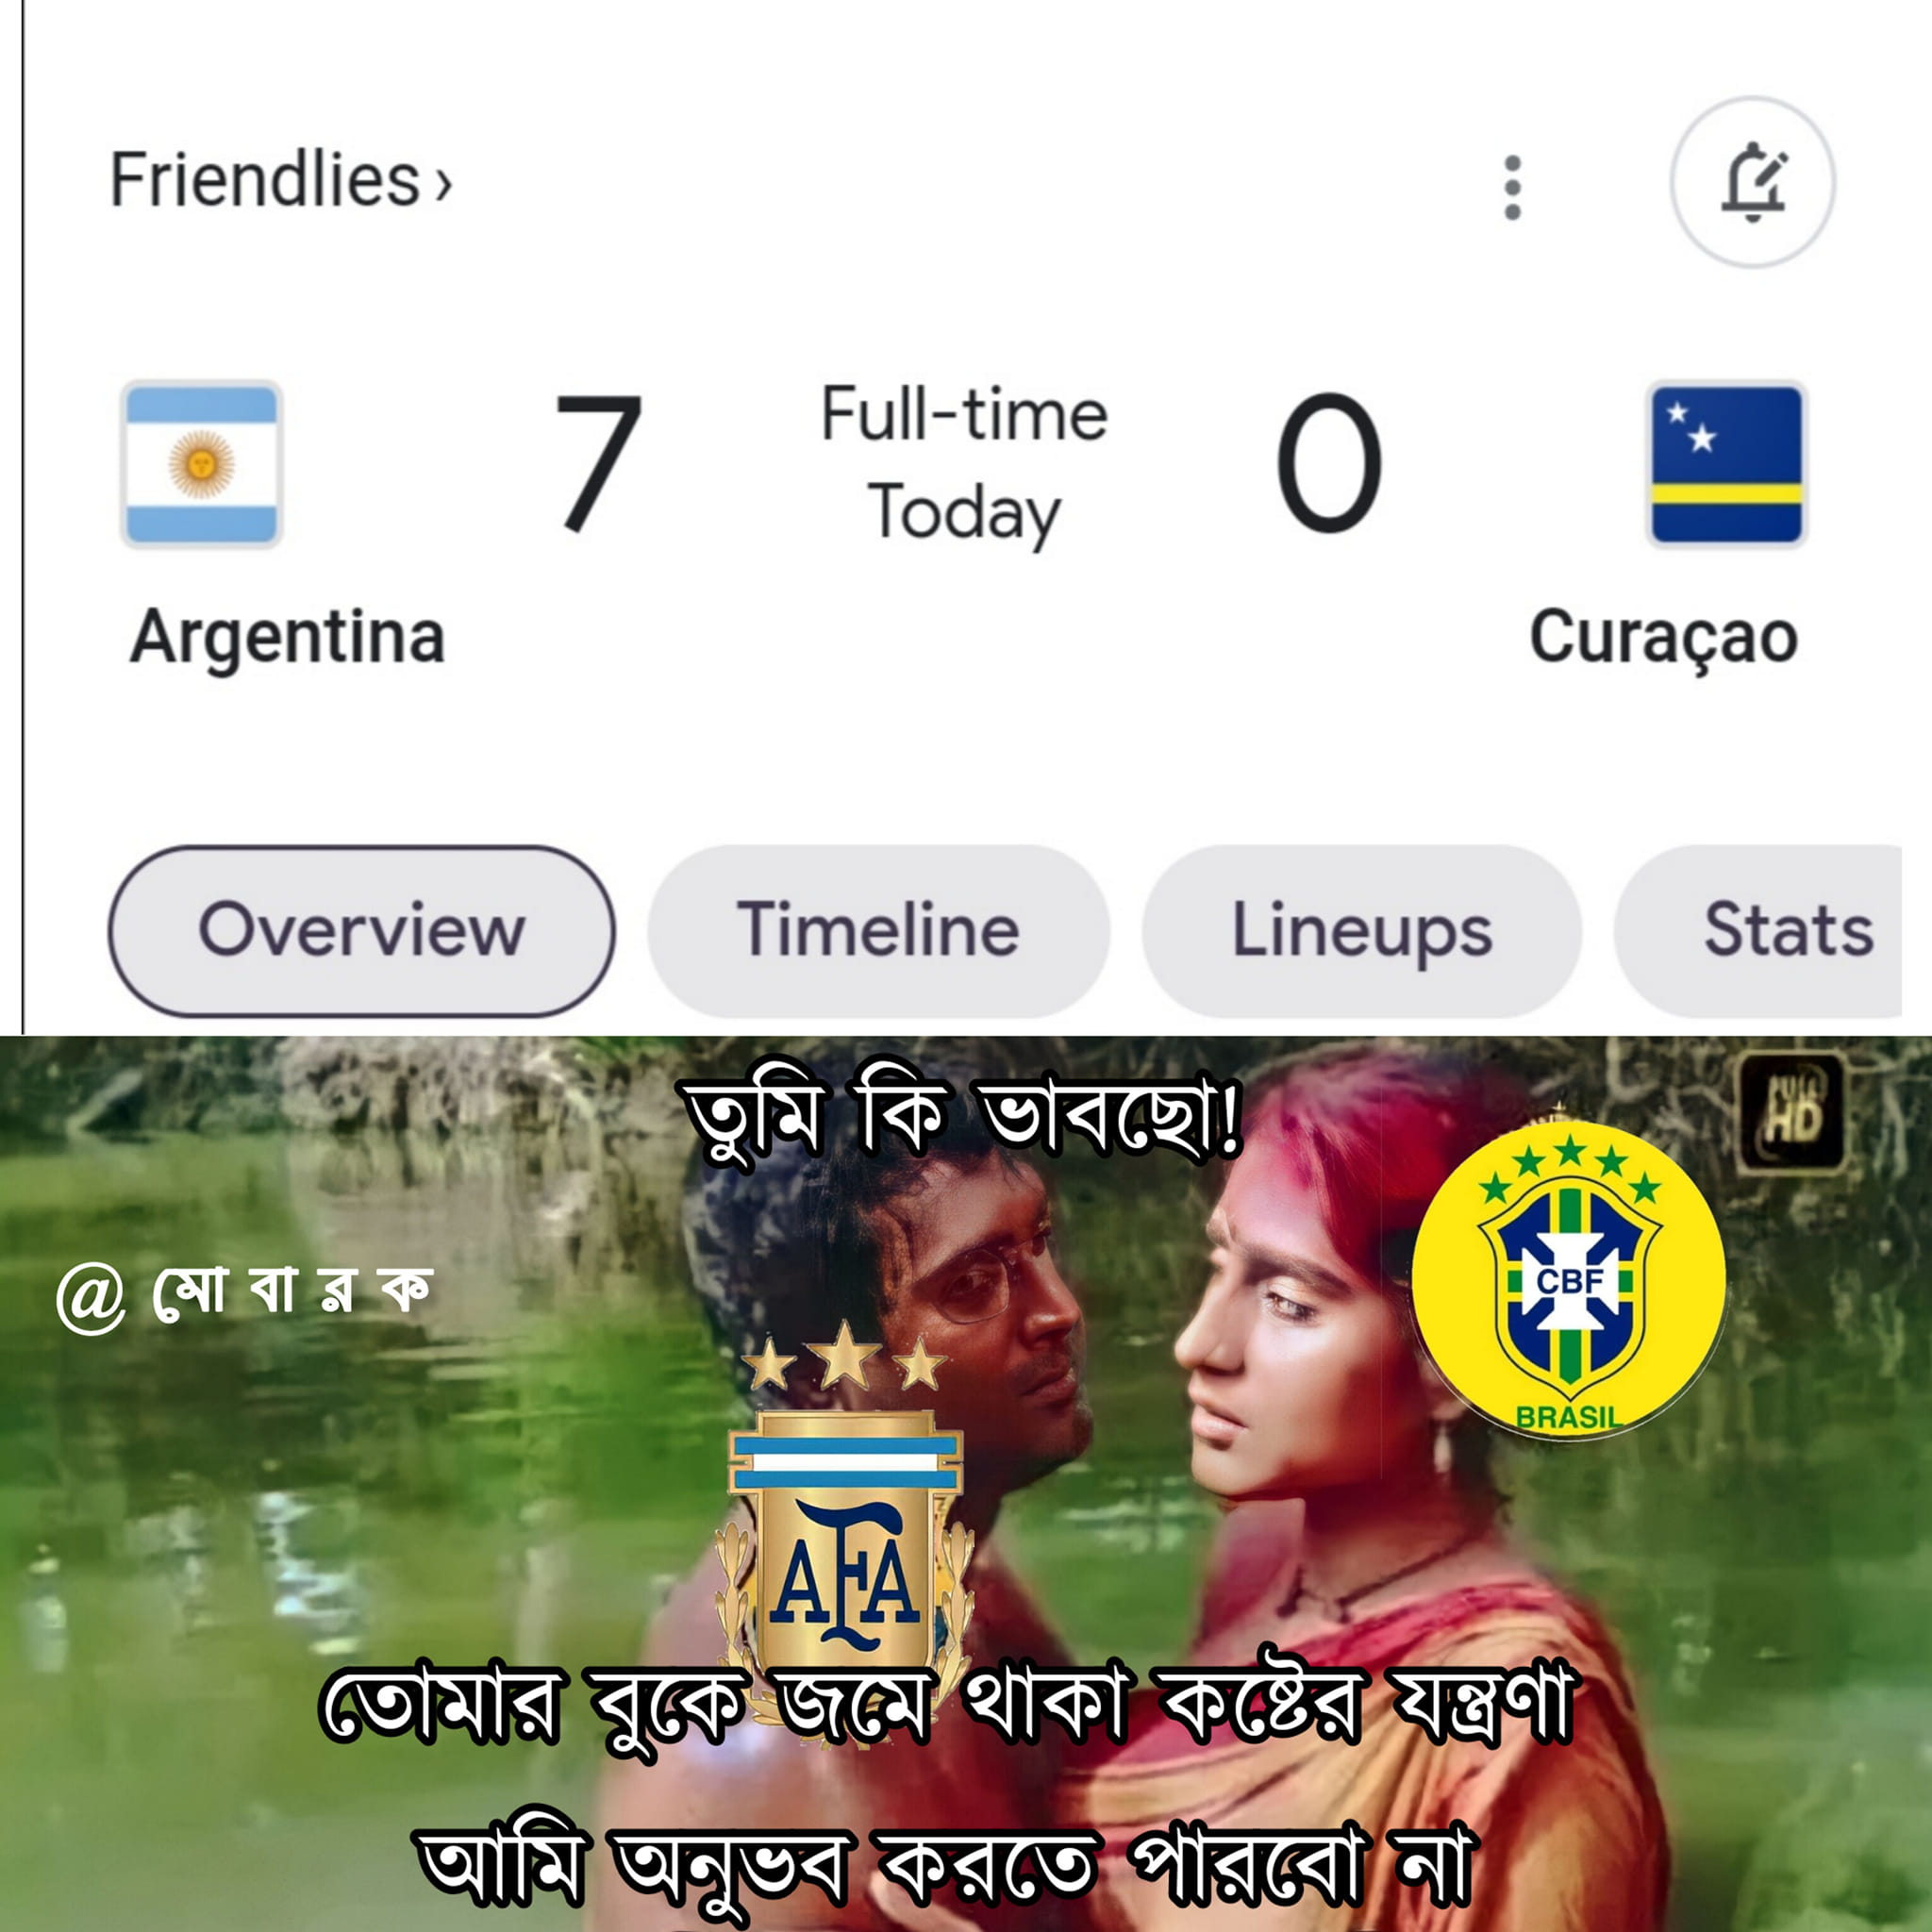 Friendlies ›
7 Full-time 0
Today
Argentina Curaçao
Overview Timeline Lineups Stats
তুমি কি ভাবছো!
FULL HD
@ মো বা র ক
CBF
BRASIL
AFA
তোমার বুকে জমে থাকা কষ্টের যন্ত্রণা
আমি অনুভব করতে পারবো না